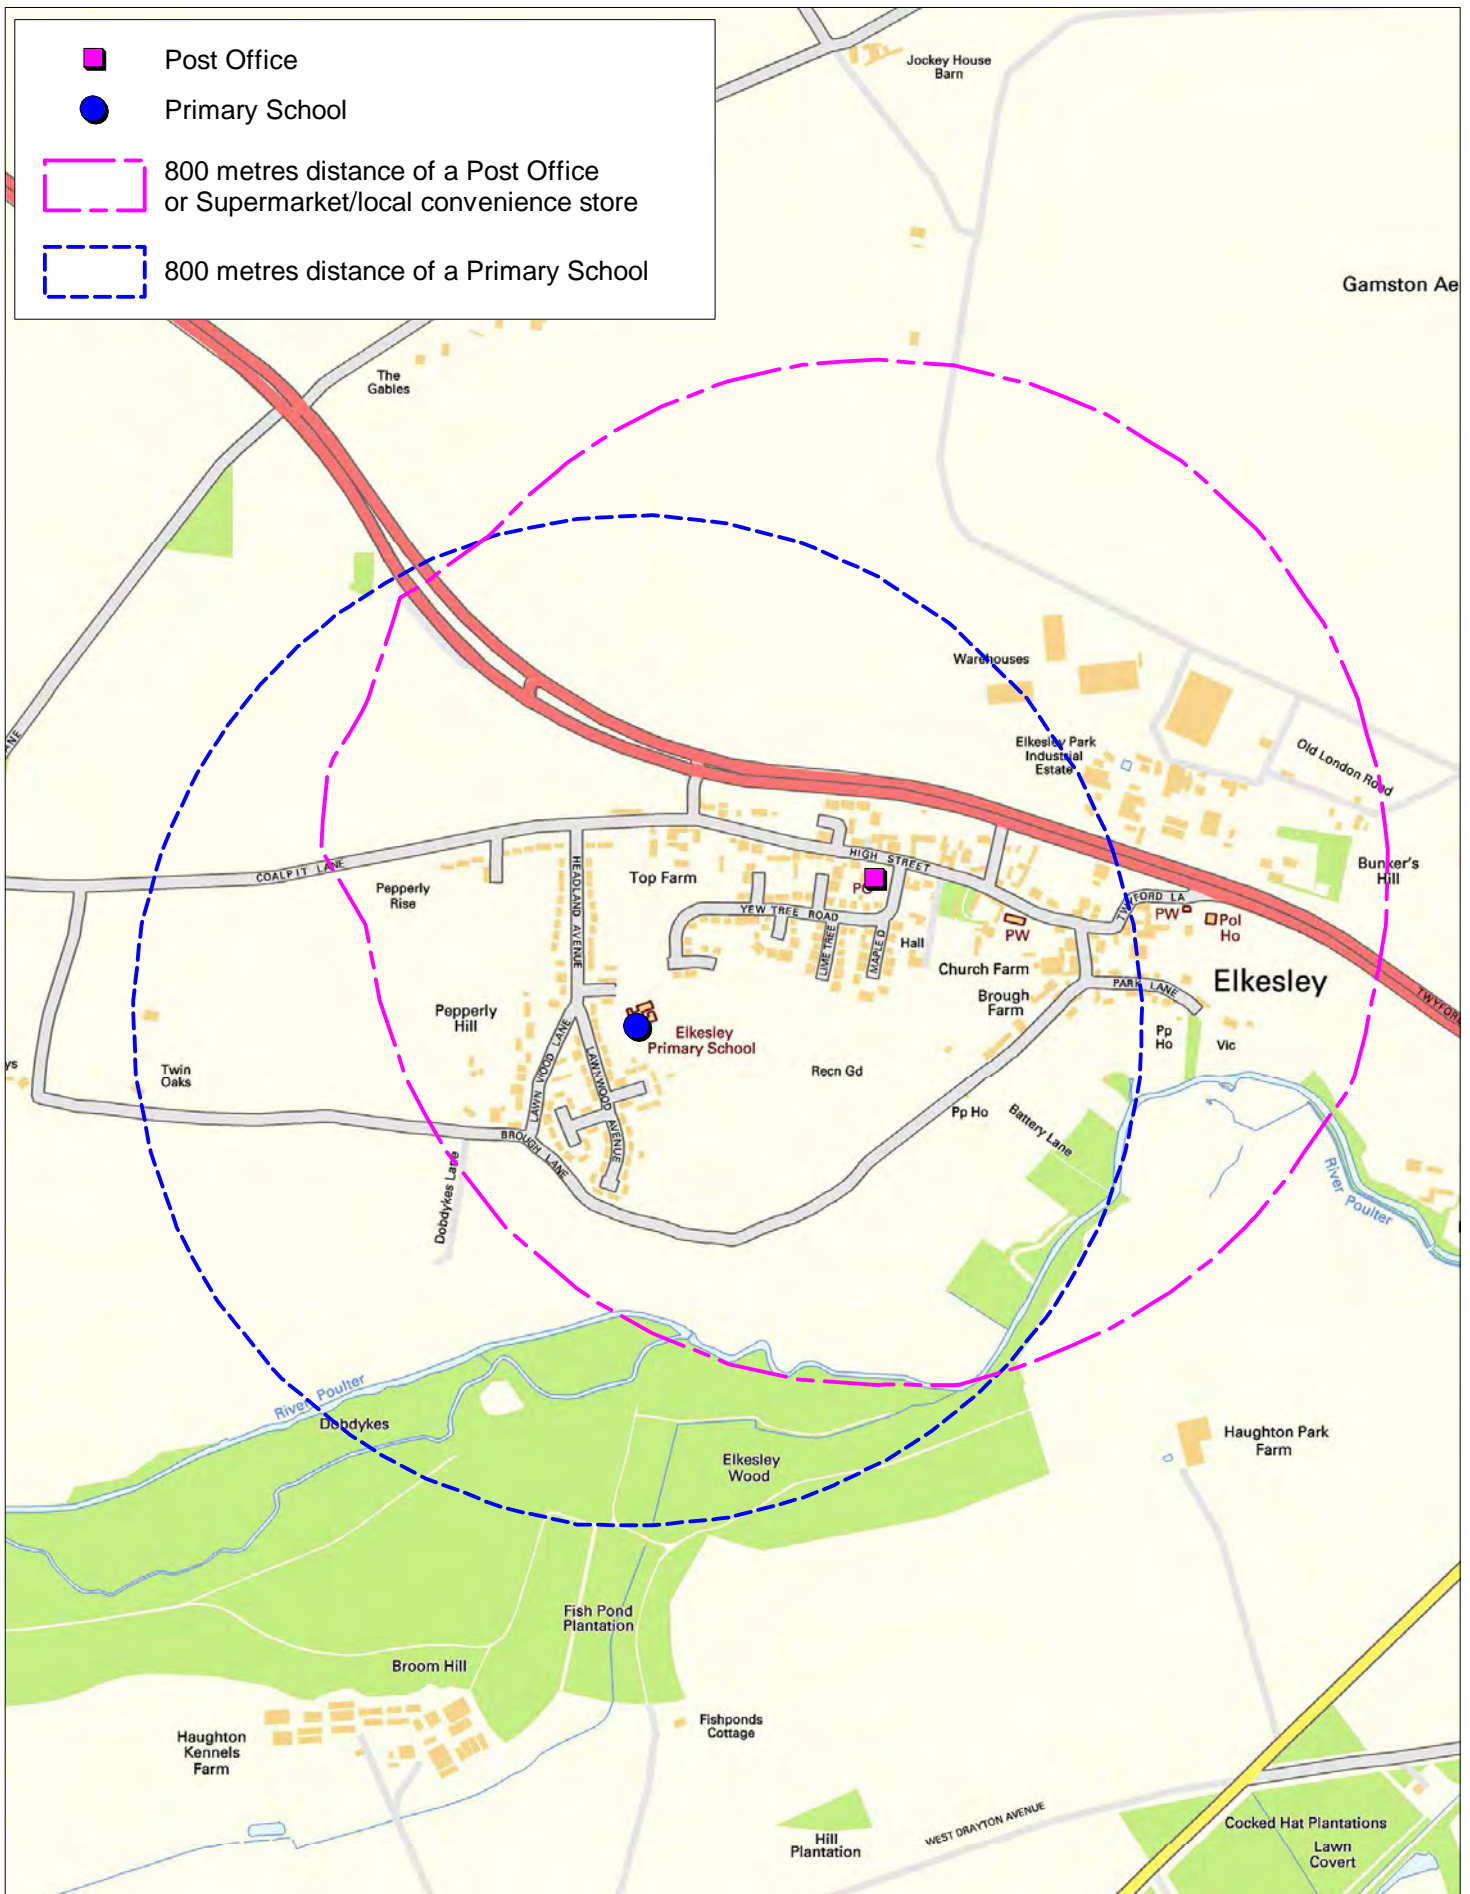 Post Office
Primary School
800 metres distance of a Post Office
or Supermarket/local convenience store
800 metres distance of a Primary School
Jockey House
Barn
Gamston Ae
The
Gables
Warehouses
ANE
Elkesley Park
Industrial
Estate
Old London Road
HIGH STREET
COALPIT LANE
Bunker's
Hill
Pepperly
Rise
HEADLAND AVENUE
Top Farm
PO
YEW TREE ROAD
TWYFORD LA
PW
Pol
Ho
LIME TREE
MAPLE D
Hall
PW
Church Farm
Elkesley
PARK LANE
TWYFORD
Brough
Farm
Pepperly
Hill
Elkesley
Primary School
Pp
Ho
Vic
LAWN WOOD LANE
LAWNWOOD AVENUE
ys
Twin
Oaks
Recn Gd
Pp Ho
Battery Lane
BROUGH LANE
Dobdykes Lane
River Poulter
River Poulter
Dobdykes
Elkesley
Wood
Haughton Park
Farm
Fish Pond
Plantation
Broom Hill
Haughton
Kennels
Farm
Fishponds
Cottage
Hill
Plantation
WEST DRAYTON AVENUE
Cocked Hat Plantations
Lawn
Covert